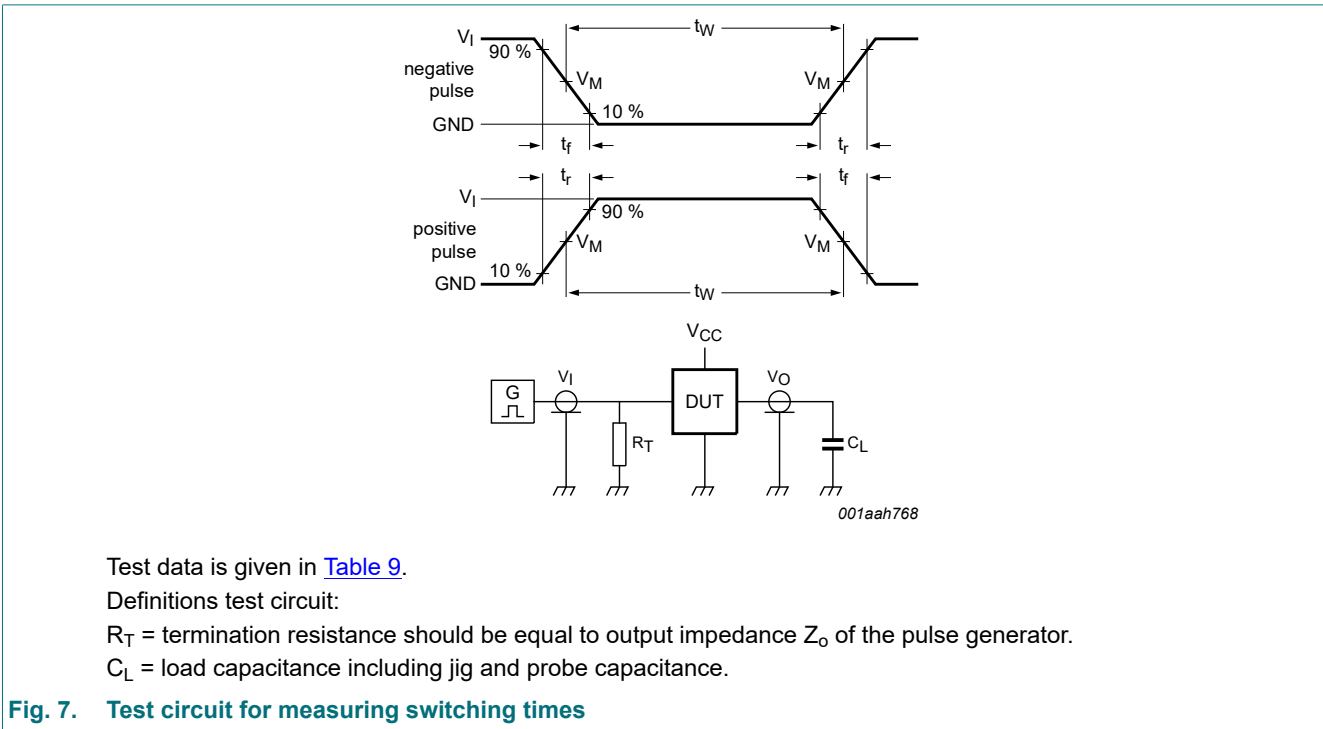 tW
VI
90 %
negative
pulse
VM
VM
10 %
GND
tf
tr
tr
tf
VI
90 %
positive
pulse
VM
VM
10 %
GND
tW
VCC
VI
VO
G
DUT
RT
CL
001aah768
Test data is given in Table 9.
Definitions test circuit:
RT = termination resistance should be equal to output impedance Zo of the pulse generator.
CL = load capacitance including jig and probe capacitance.
Fig. 7. Test circuit for measuring switching times